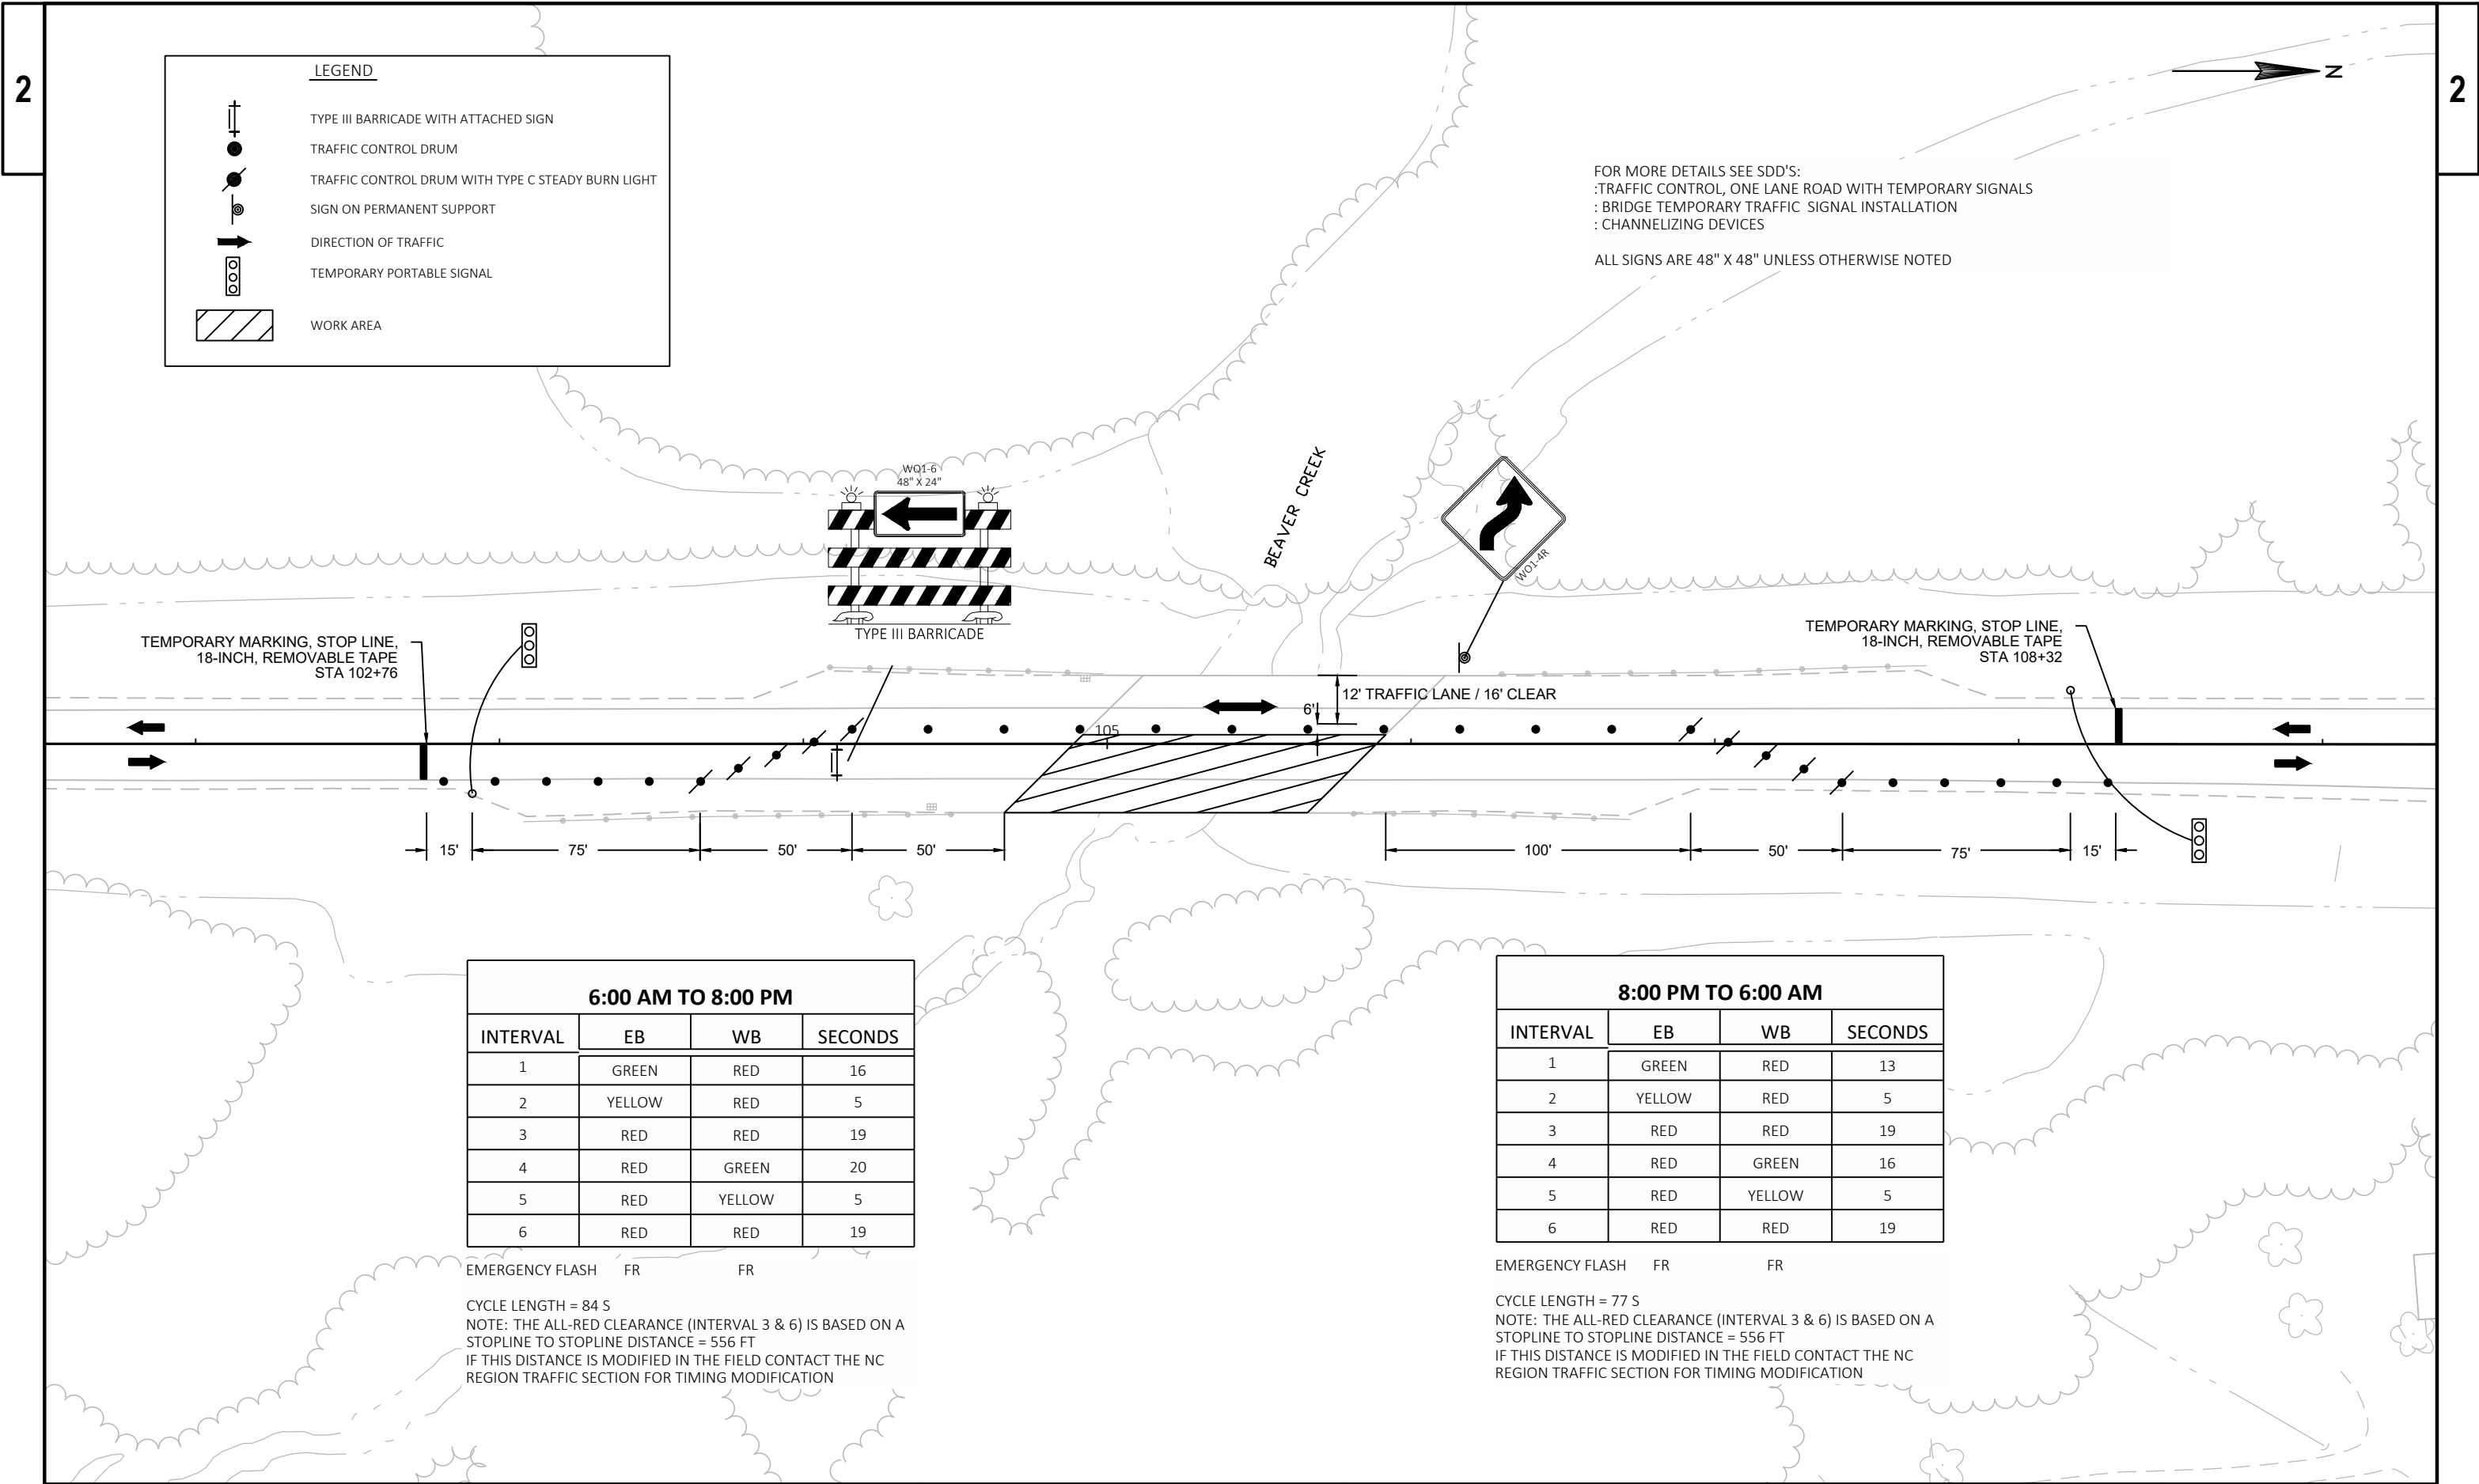 2
2
LEGEND
TYPE III BARRICADE WITH ATTACHED SIGN
TRAFFIC CONTROL DRUM
TRAFFIC CONTROL DRUM WITH TYPE C STEADY BURN LIGHT
SIGN ON PERMANENT SUPPORT
DIRECTION OF TRAFFIC
TEMPORARY PORTABLE SIGNAL
WORK AREA
N
FOR MORE DETAILS SEE SDD'S:
:TRAFFIC CONTROL, ONE LANE ROAD WITH TEMPORARY SIGNALS
: BRIDGE TEMPORARY TRAFFIC SIGNAL INSTALLATION
: CHANNELIZING DEVICES
ALL SIGNS ARE 48" X 48" UNLESS OTHERWISE NOTED
WO1-6
48" X 24"
TYPE III BARRICADE
BEAVER CREEK
WO1-4R
TEMPORARY MARKING, STOP LINE,
18-INCH, REMOVABLE TAPE
STA 102+76
TEMPORARY MARKING, STOP LINE,
18-INCH, REMOVABLE TAPE
STA 108+32
12' TRAFFIC LANE / 16' CLEAR
6'
105
15' 75' 50' 50' 100' 50' 75' 15'
6:00 AM TO 8:00 PM
INTERVAL EB WB SECONDS
1 GREEN RED 16
2 YELLOW RED 5
3 RED RED 19
4 RED GREEN 20
5 RED YELLOW 5
6 RED RED 19
EMERGENCY FLASH FR FR
CYCLE LENGTH = 84 S
NOTE: THE ALL-RED CLEARANCE (INTERVAL 3 & 6) IS BASED ON A
STOPLINE TO STOPLINE DISTANCE = 556 FT
IF THIS DISTANCE IS MODIFIED IN THE FIELD CONTACT THE NC
REGION TRAFFIC SECTION FOR TIMING MODIFICATION
8:00 PM TO 6:00 AM
INTERVAL EB WB SECONDS
1 GREEN RED 13
2 YELLOW RED 5
3 RED RED 19
4 RED GREEN 16
5 RED YELLOW 5
6 RED RED 19
EMERGENCY FLASH FR FR
CYCLE LENGTH = 77 S
NOTE: THE ALL-RED CLEARANCE (INTERVAL 3 & 6) IS BASED ON A
STOPLINE TO STOPLINE DISTANCE = 556 FT
IF THIS DISTANCE IS MODIFIED IN THE FIELD CONTACT THE NC
REGION TRAFFIC SECTION FOR TIMING MODIFICATION